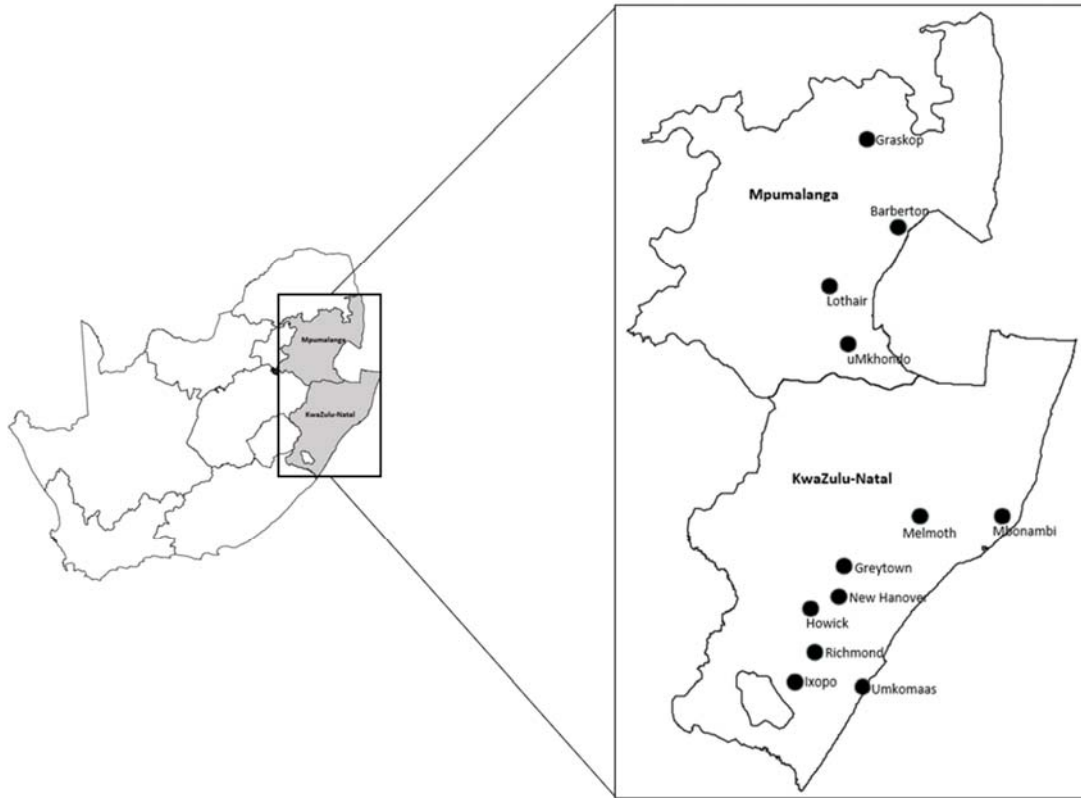 Mpumalanga
KwaZulu-Natal
Graskop
Mpumalanga
Barberton
Lothair
uMkhondo
KwaZulu-Natal
Melmoth
Mbonambi
Greytown
New Hanover
Howick
Richmond
Ixopo
Umkomaas